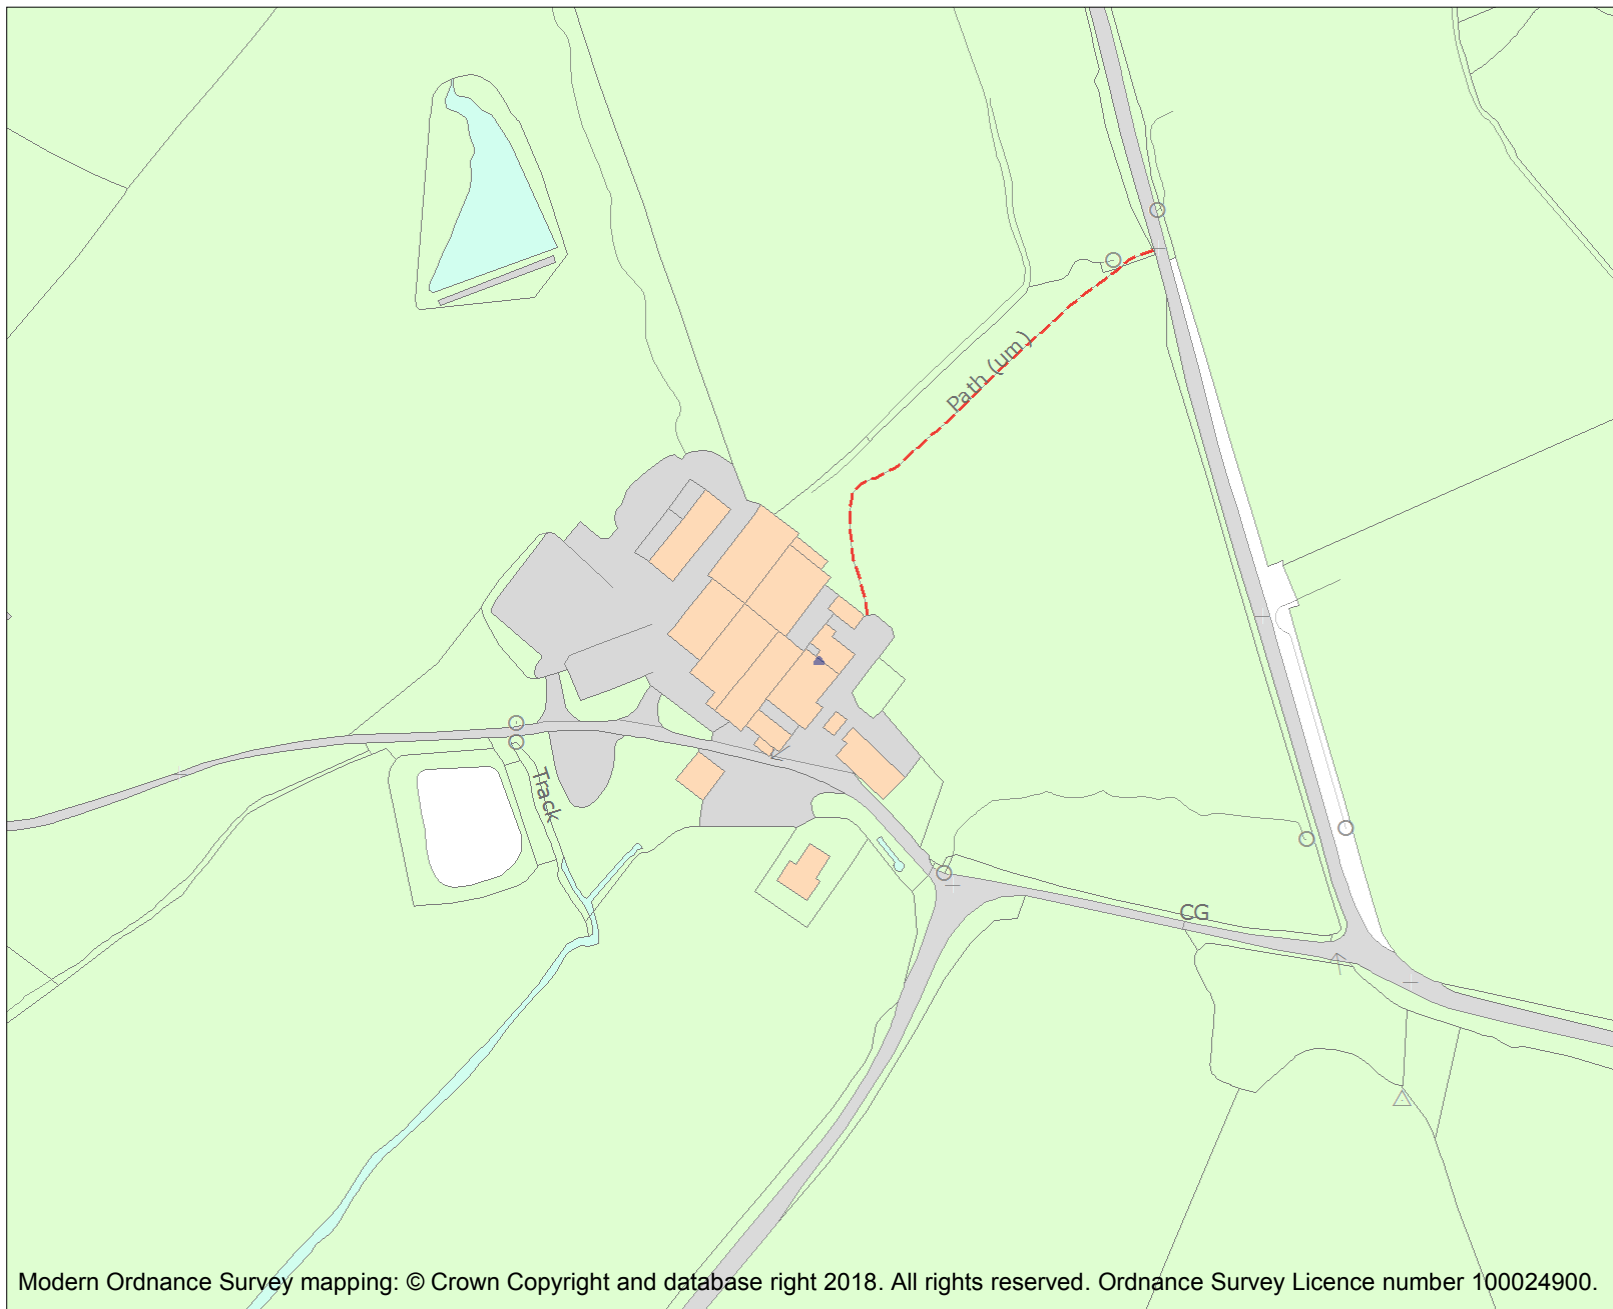 Path (um)
Track
CG
Modern Ordnance Survey mapping: © Crown Copyright and database right 2018. All rights reserved. Ordnance Survey Licence number 100024900.